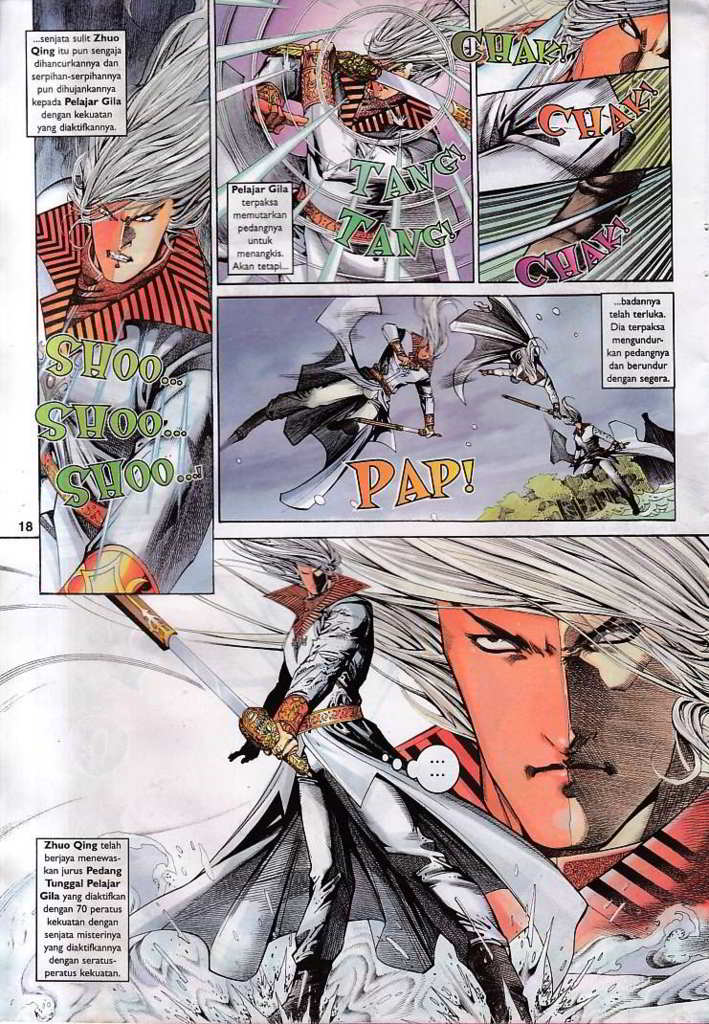 ...senjata sulit Zhuo
Qing itu pun sengaja
dihancurkannya dan
serpihan-serpihannya
pun dihujankannya
kepada Pelajar Gila
dengan kekuatan
yang diaktifkannya.
SHOO...
SHOO...
SHOO...!
TANG!
TANG!
Pelajar Gila
terpaksa
memutarkan
pedangnya
untuk
menangkis.
Akan tetapi...
CHAK!
CHAK!
CHAK!
...badannya
telah terluka.
Dia terpaksa
mengundur-
kan pedangnya
dan berundur
dengan segera.
PAP!
18
...
...
Zhuo Qing telah
berjaya menewas-
kan jurus Pedang
Tunggal Pelajar
Gila yang diaktifkan
dengan 70 peratus
kekuatan dengan
senjata misterinya
yang diaktifkannya
dengan seratus-
peratus kekuatan.